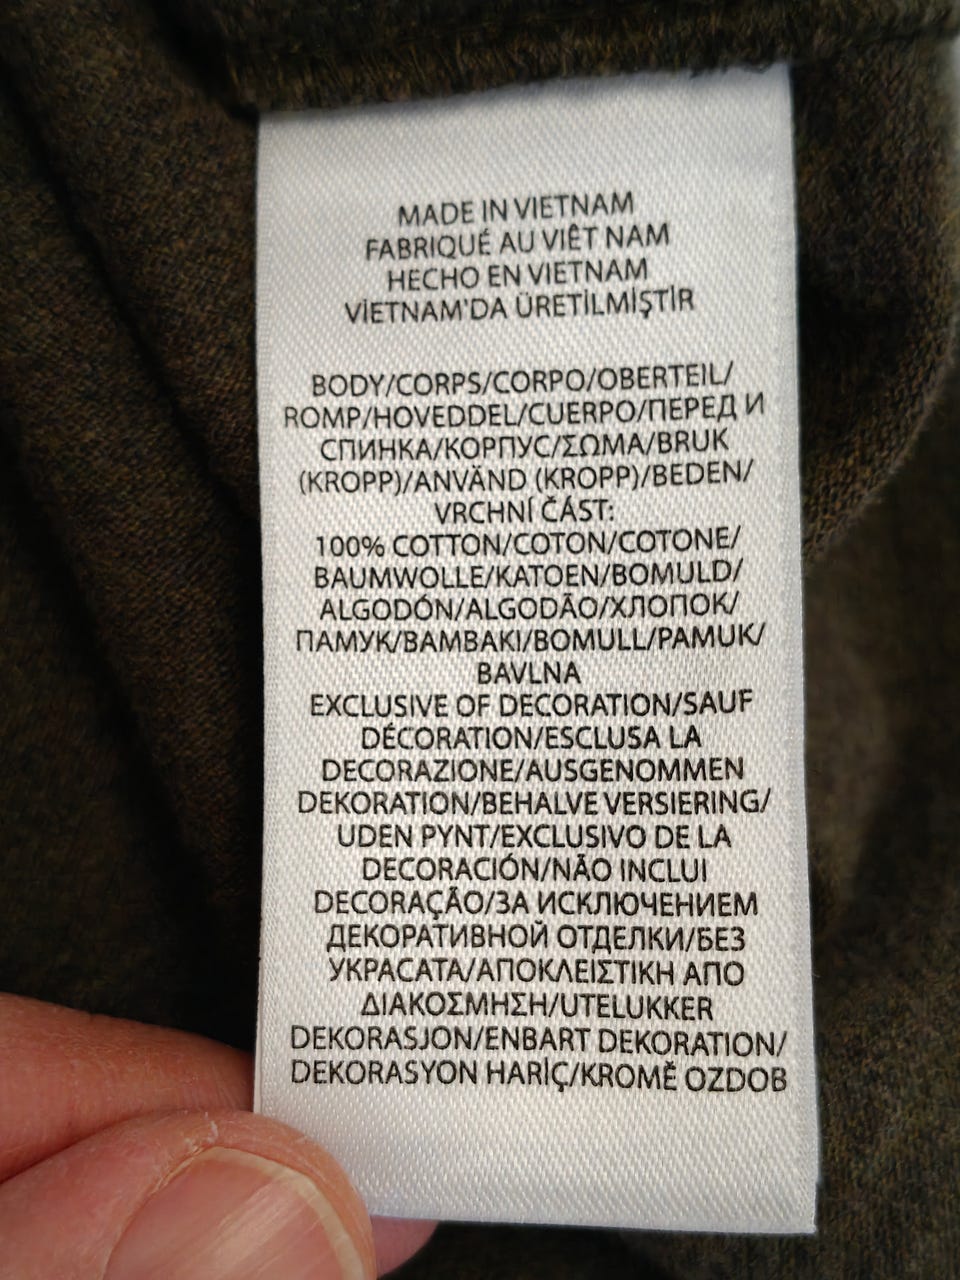 MADE IN VIETNAM
FABRIQUÉ AU VIÊT NAM
HECHO EN VIETNAM
VİETNAM'DA ÜRETİLMİŞTİR
BODY/CORPS/CORPO/OBERTEIL/
ROMP/HOVEDDEL/CUERPO/ПЕРЕД И
СПИНКА/КОРПУС/ΣΩΜΑ/BRUK
(KROPP)/ANVÄND (KROPP)/BEDEN/
VRCHNÍ ČÁST:
100% COTTON/COTON/COTONE/
BAUMWOLLE/KATOEN/BOMULD/
ALGODÓN/ALGODÃO/ХЛОПОК/
ПАМУК/ΒΑΜΒΑΚΙ/BOMULL/PAMUK/
BAVLNA
EXCLUSIVE OF DECORATION/SAUF
DÉCORATION/ESCLUSA LA
DECORAZIONE/AUSGENOMMEN
DEKORATION/BEHALVE VERSIERING/
UDEN PYNT/EXCLUSIVO DE LA
DECORACIÓN/NÃO INCLUI
DECORAÇÃO/ЗА ИСКЛЮЧЕНИЕМ
ДЕКОРАТИВНОЙ ОТДЕЛКИ/БЕЗ
УКРАСАТА/ΑΠΟΚΛΕΙΣΤΙΚΗ ΑΠΟ
ΔΙΑΚΟΣΜΗΣΗ/UTELUKKER
DEKORASJON/ENBART DEKORATION/
DEKORASYON HARİÇ/KROMĚ OZDOB